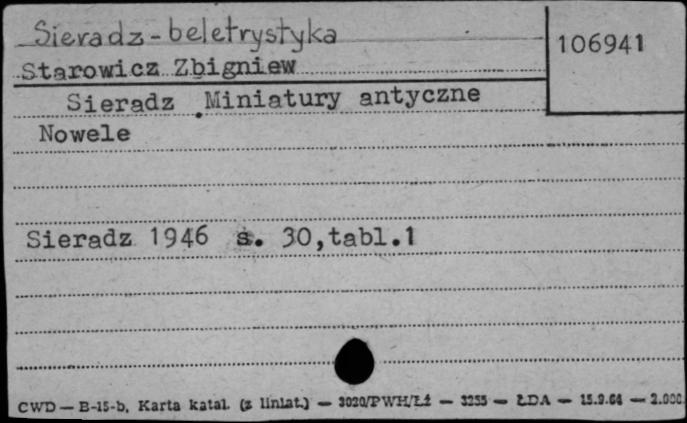 Sieradz-beletrystyka
106941
Starowicz Zbigniew
Sieradz .Miniatury antyczne
Nowele
Sieradz 1946 s. 30,tabl.1
CWD — B-15-b, Karta katal. (z liniat.) — 3020/PWH/Łź — 3255 — ŁDA — 15.9.64 — 2.000